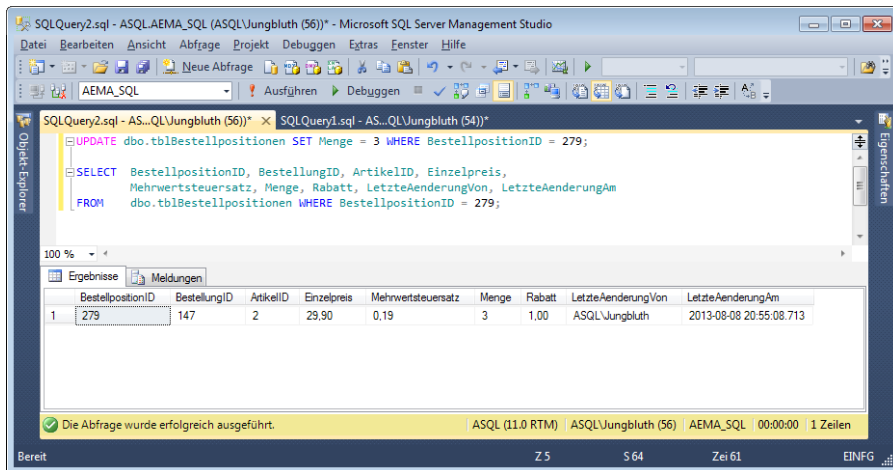 SQLQuery2.sql - ASQL.AEMA_SQL (ASQL\Jungbluth (56))* - Microsoft SQL Server Management Studio
Datei Bearbeiten Ansicht Abfrage Projekt Debuggen Extras Fenster Hilfe
Neue Abfrage
AEMA_SQL Ausführen Debuggen
SQLQuery2.sql - AS...QL\Jungbluth (56))* SQLQuery1.sql - AS...QL\Jungbluth (54))*
Objekt-Explorer
Eigenschaften
UPDATE dbo.tblBestellpositionen SET Menge = 3 WHERE BestellpositionID = 279;
SELECT BestellpositionID, BestellungID, ArtikelID, Einzelpreis,
Mehrwertsteuersatz, Menge, Rabatt, LetzteAenderungVon, LetzteAenderungAm
FROM dbo.tblBestellpositionen WHERE BestellpositionID = 279;
100 %
Ergebnisse Meldungen
BestellpositionID BestellungID ArtikelID Einzelpreis Mehrwertsteuersatz Menge Rabatt LetzteAenderungVon LetzteAenderungAm
1 279 147 2 29,90 0,19 3 1,00 ASQL\Jungbluth 2013-08-08 20:55:08.713
Die Abfrage wurde erfolgreich ausgeführt. ASQL (11.0 RTM) ASQL\Jungbluth (56) AEMA_SQL 00:00:00 1 Zeilen
Bereit Z 5 S 64 Zei 61 EINFG